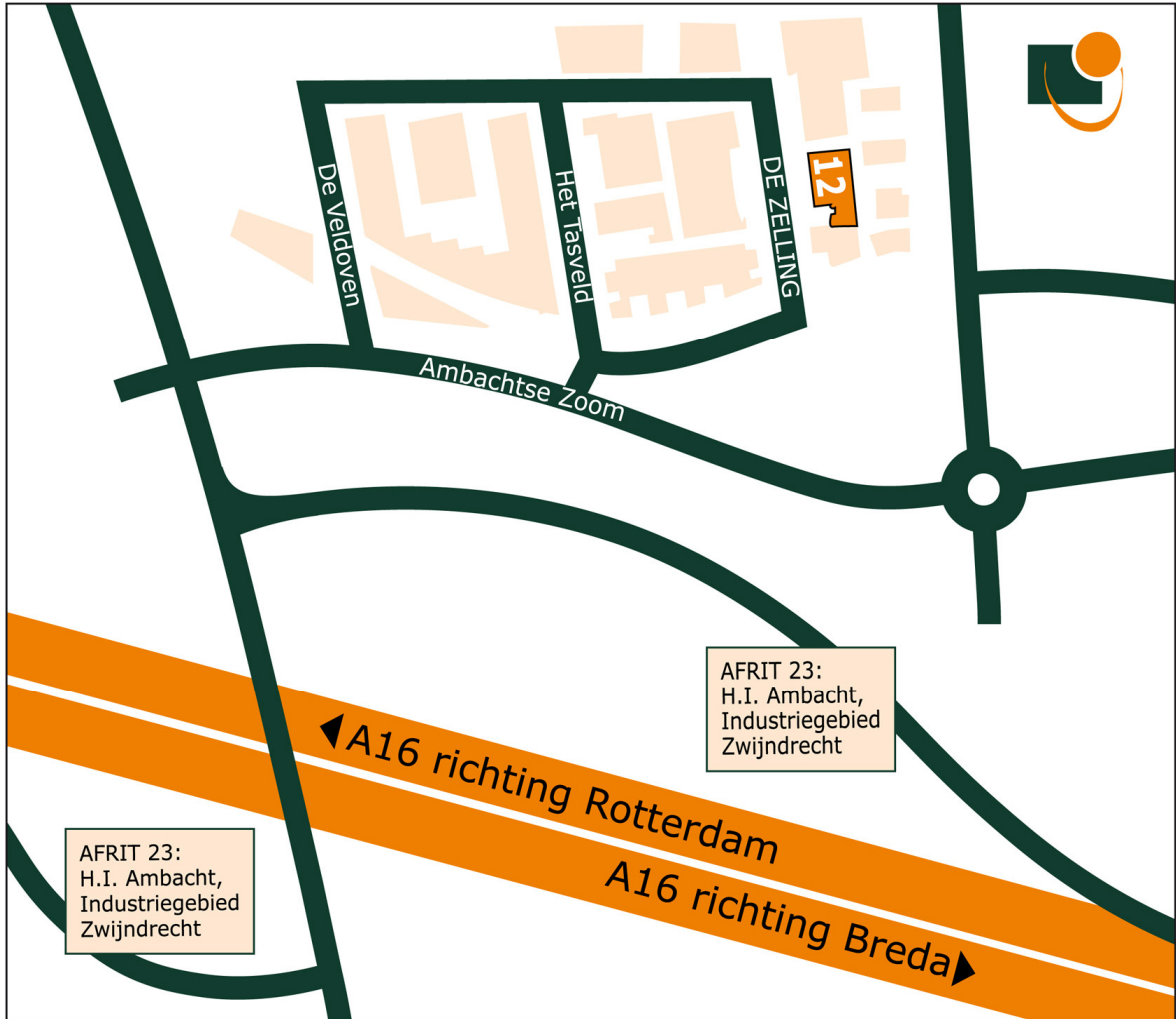 12
De Veldoven
Het Tasveld
DE ZELLING
Ambachtse Zoom
AFRIT 23:
H.I. Ambacht,
Industriegebied
Zwijndrecht
A16 richting Rotterdam
A16 richting Breda
AFRIT 23:
H.I. Ambacht,
Industriegebied
Zwijndrecht